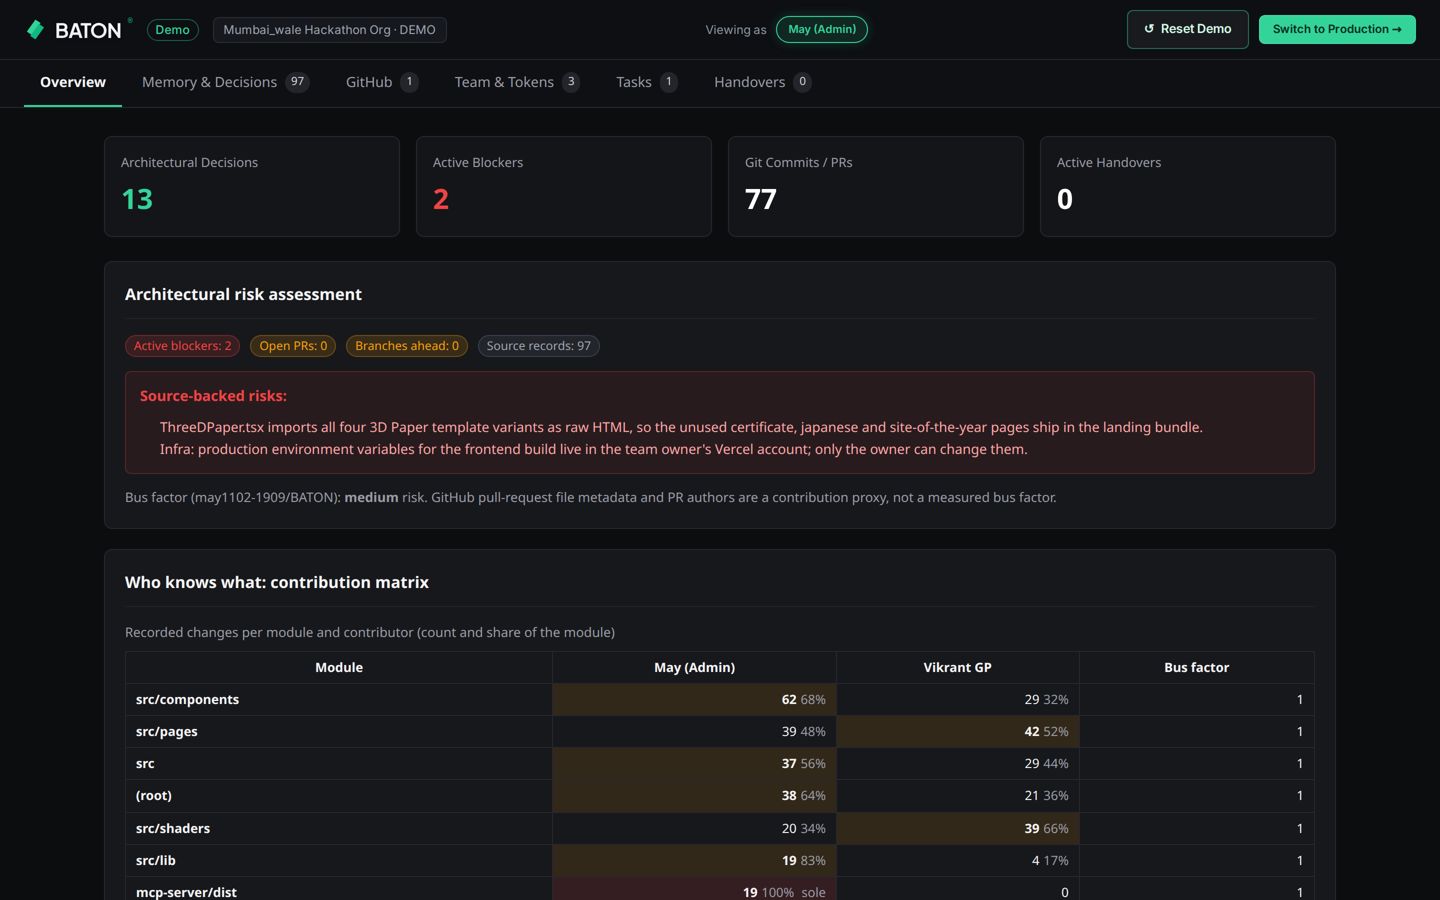 BATON ® Demo Mumbai_wale Hackathon Org · DEMO Viewing as May (Admin) ↺ Reset Demo Switch to Production →
Overview Memory & Decisions 97 GitHub 1 Team & Tokens 3 Tasks 1 Handovers 0
Architectural Decisions
13
Active Blockers
2
Git Commits / PRs
77
Active Handovers
0
Architectural risk assessment
Active blockers: 2 Open PRs: 0 Branches ahead: 0 Source records: 97
Source-backed risks:
ThreeDPaper.tsx imports all four 3D Paper template variants as raw HTML, so the unused certificate, japanese and site-of-the-year pages ship in the landing bundle.
Infra: production environment variables for the frontend build live in the team owner's Vercel account; only the owner can change them.
Bus factor (may1102-1909/BATON): medium risk. GitHub pull-request file metadata and PR authors are a contribution proxy, not a measured bus factor.
Who knows what: contribution matrix
Recorded changes per module and contributor (count and share of the module)
Module May (Admin) Vikrant GP Bus factor
src/components 62 68% 29 32% 1
src/pages 39 48% 42 52% 1
src 37 56% 29 44% 1
(root) 38 64% 21 36% 1
src/shaders 20 34% 39 66% 1
src/lib 19 83% 4 17% 1
mcp-server/dist 19 100% sole 0 1